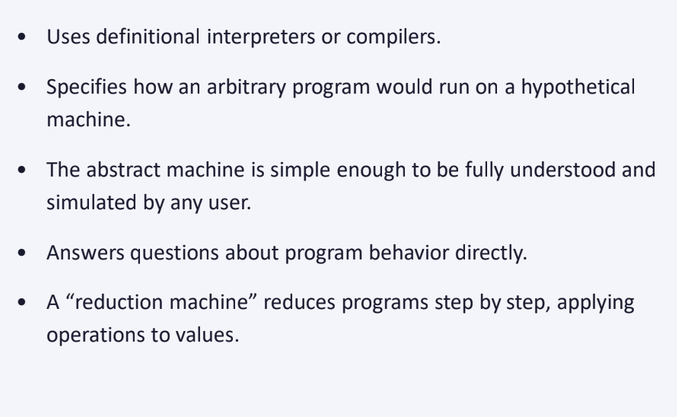 • Uses definitional interpreters or compilers.
• Specifies how an arbitrary program would run on a hypothetical
machine.
• The abstract machine is simple enough to be fully understood and
simulated by any user.
• Answers questions about program behavior directly.
• A “reduction machine” reduces programs step by step, applying
operations to values.